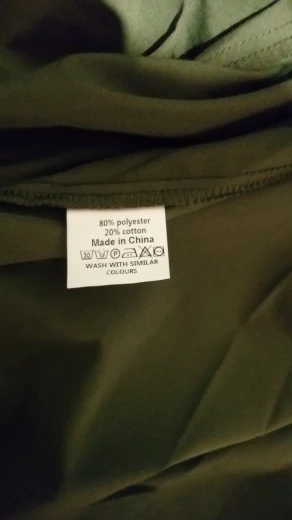 80% polyester
20% cotton
Made in China
WASH WITH SIMILAR
COLOURS